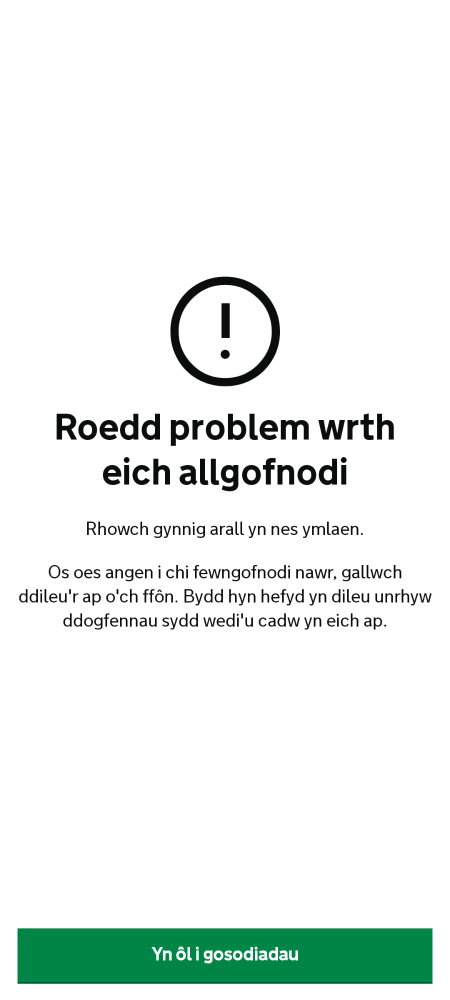 Roedd problem wrth
eich allgofnodi
Rhowch gynnig arall yn nes ymlaen.
Os oes angen i chi fewngofnodi nawr, gallwch
ddileu'r ap o'ch ffôn. Bydd hyn hefyd yn dileu unrhyw
ddogfennau sydd wedi'u cadw yn eich ap.
Yn ôl i gosodiadau